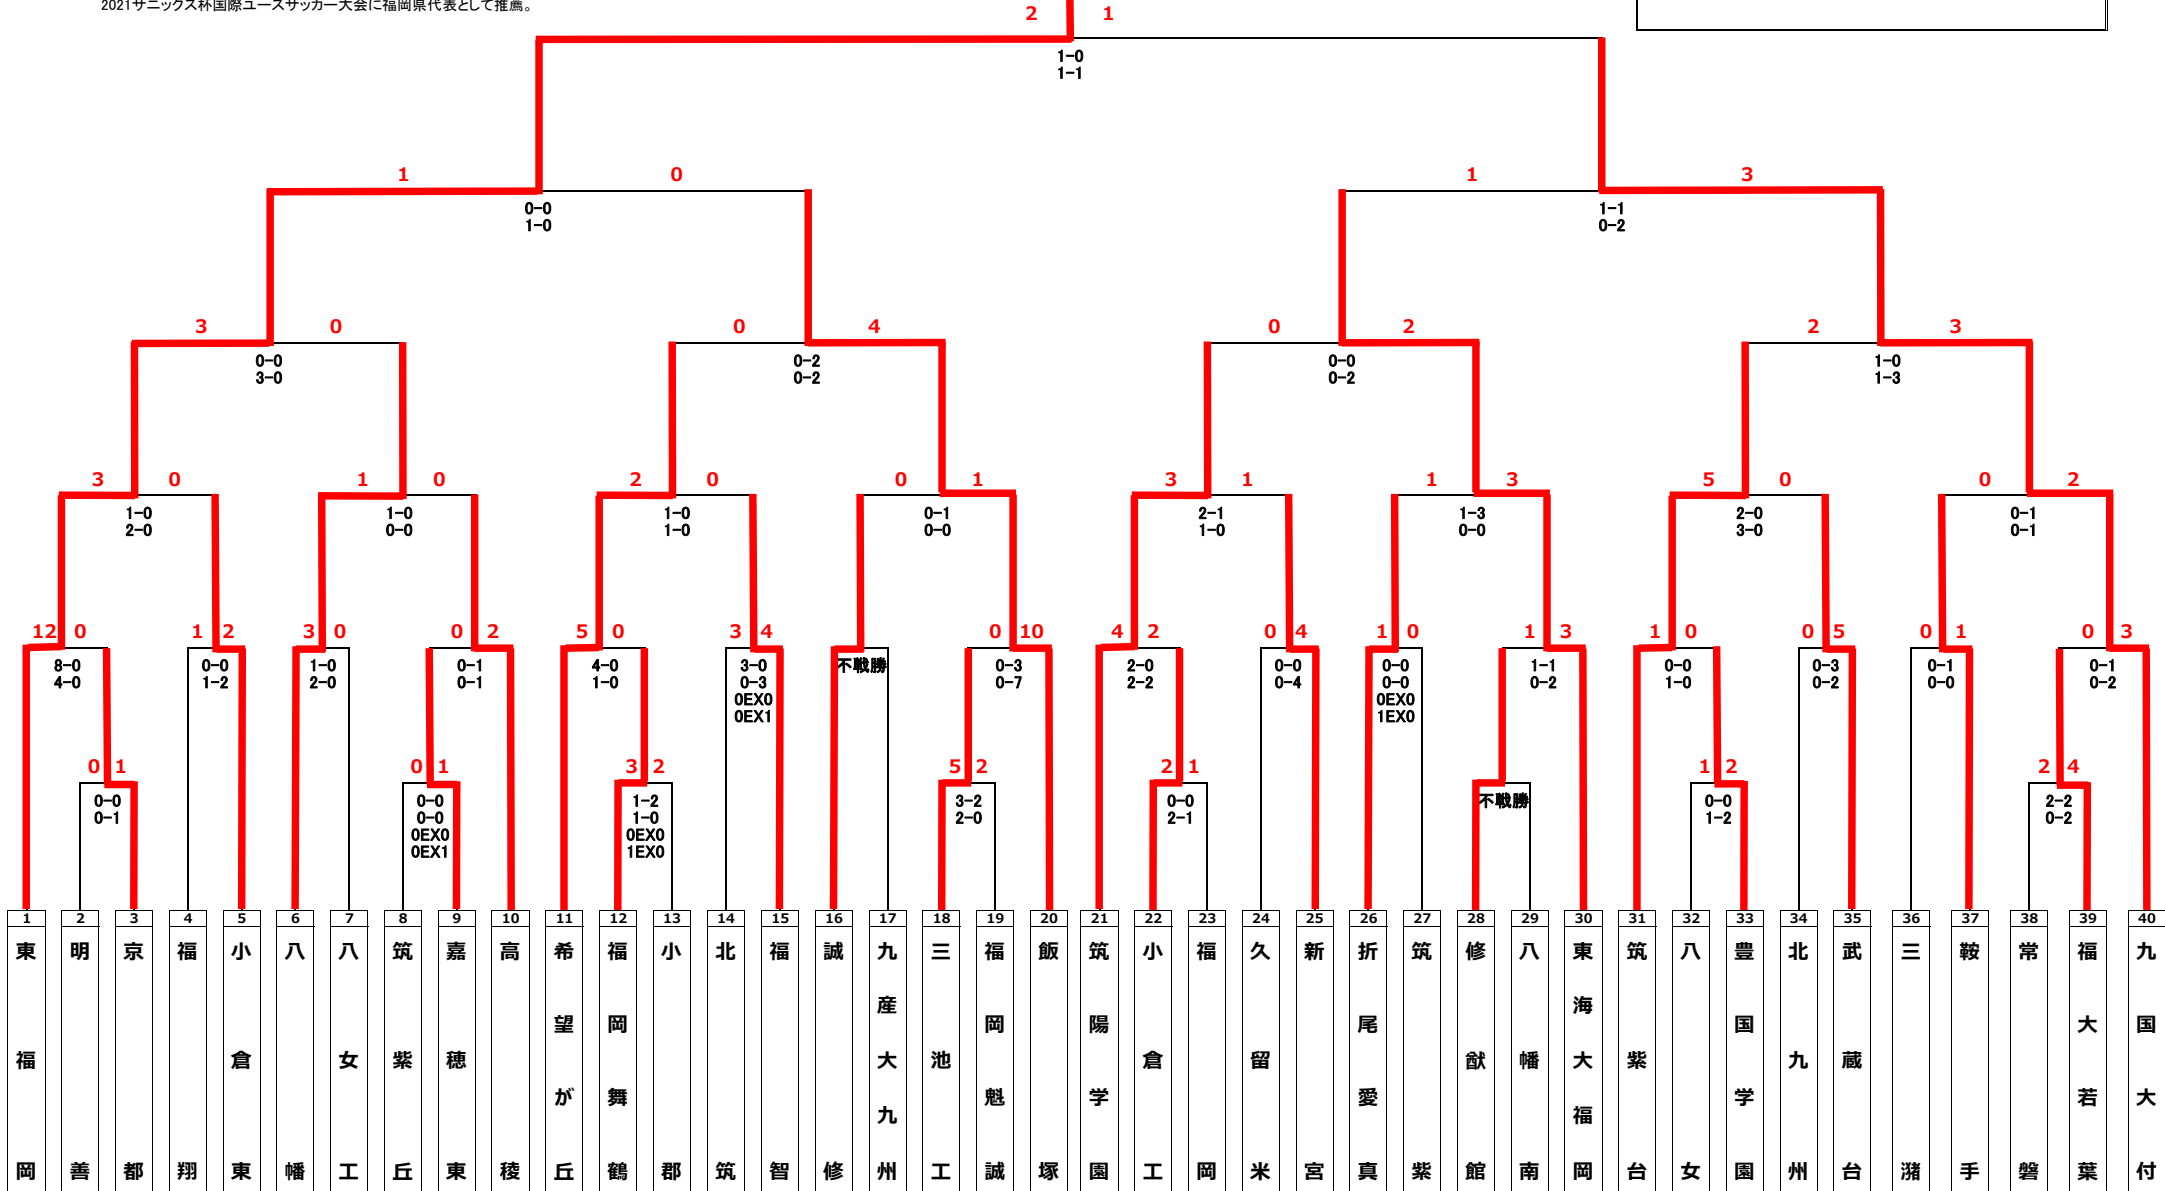 2021サニックス杯国際ユースサッカー大会に福岡県代表として推薦。
2 1
1-0
1-1
1 0 1 3
0-0 1-1
1-0 0-2
3 0 0 4 0 2 2 3
0-0 0-2 0-0 1-0
3-0 0-2 0-2 1-3
3 0 1 0 2 0 0 1 3 1 1 3 5 0 0 2
1-0 1-0 1-0 0-1 2-1 1-3 2-0 0-1
2-0 0-0 1-0 0-0 1-0 0-0 3-0 0-1
12 0 1 2 3 0 0 2 5 0 3 4 0 10 4 2 0 4 1 0 1 3 1 0 0 5 0 1 0 3
8-0 0-0 1-0 0-1 4-0 3-0 不戦勝 0-3 2-0 0-0 0-0 1-1 0-0 0-3 0-1 0-1
4-0 1-2 2-0 0-1 1-0 0-3 0-7 2-2 0-4 0-0 0-2 1-0 0-2 0-0 0-2
0EX0 0EX0
0EX1 1EX0
0 1 0 1 3 2 5 2 2 1 1 2 2 4
0-0 0-0 1-2 3-2 0-0 不戦勝 0-0 2-2
0-1 0-0 1-0 2-0 2-1 1-2 0-2
0EX0 0EX0
0EX1 1EX0
1 2 3 4 5 6 7 8 9 10 11 12 13 14 15 16 17 18 19 20 21 22 23 24 25 26 27 28 29 30 31 32 33 34 35 36 37 38 39 40
東福岡
明善
京都
福翔
小倉東
八幡
八女工
筑紫丘
嘉穂東
高稜
希望が丘
福岡舞鶴
小郡
北筑
福智
誠修
九産大九州
三池工
福岡魁誠
飯塚
筑陽学園
小倉工
福岡
久留米
新宮
折尾愛真
筑紫
修猷館
八幡南
東海大福岡
筑紫台
八女
豊国学園
北九州
武蔵台
三潴
鞍手
常磐
福大若葉
九国大付